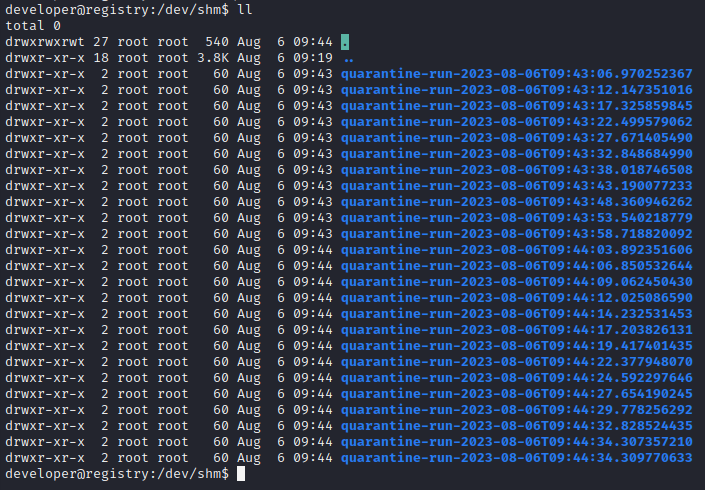 developer@registry:/dev/shm$ ll
total 0
drwxrwxrwt 27 root root  540 Aug  6 09:44 .
drwxr-xr-x 18 root root 3.8K Aug  6 09:19 ..
drwxr-xr-x  2 root root   60 Aug  6 09:43 quarantine-run-2023-08-06T09:43:06.970252367
drwxr-xr-x  2 root root   60 Aug  6 09:43 quarantine-run-2023-08-06T09:43:12.147351016
drwxr-xr-x  2 root root   60 Aug  6 09:43 quarantine-run-2023-08-06T09:43:17.325859845
drwxr-xr-x  2 root root   60 Aug  6 09:43 quarantine-run-2023-08-06T09:43:22.499579062
drwxr-xr-x  2 root root   60 Aug  6 09:43 quarantine-run-2023-08-06T09:43:27.671405490
drwxr-xr-x  2 root root   60 Aug  6 09:43 quarantine-run-2023-08-06T09:43:32.848684990
drwxr-xr-x  2 root root   60 Aug  6 09:43 quarantine-run-2023-08-06T09:43:38.018746508
drwxr-xr-x  2 root root   60 Aug  6 09:43 quarantine-run-2023-08-06T09:43:43.190077233
drwxr-xr-x  2 root root   60 Aug  6 09:43 quarantine-run-2023-08-06T09:43:48.360946262
drwxr-xr-x  2 root root   60 Aug  6 09:43 quarantine-run-2023-08-06T09:43:53.540218779
drwxr-xr-x  2 root root   60 Aug  6 09:43 quarantine-run-2023-08-06T09:43:58.718820092
drwxr-xr-x  2 root root   60 Aug  6 09:44 quarantine-run-2023-08-06T09:44:03.892351606
drwxr-xr-x  2 root root   60 Aug  6 09:44 quarantine-run-2023-08-06T09:44:06.850532644
drwxr-xr-x  2 root root   60 Aug  6 09:44 quarantine-run-2023-08-06T09:44:09.062450430
drwxr-xr-x  2 root root   60 Aug  6 09:44 quarantine-run-2023-08-06T09:44:12.025086590
drwxr-xr-x  2 root root   60 Aug  6 09:44 quarantine-run-2023-08-06T09:44:14.232531453
drwxr-xr-x  2 root root   60 Aug  6 09:44 quarantine-run-2023-08-06T09:44:17.203826131
drwxr-xr-x  2 root root   60 Aug  6 09:44 quarantine-run-2023-08-06T09:44:19.417401435
drwxr-xr-x  2 root root   60 Aug  6 09:44 quarantine-run-2023-08-06T09:44:22.377948070
drwxr-xr-x  2 root root   60 Aug  6 09:44 quarantine-run-2023-08-06T09:44:24.592297646
drwxr-xr-x  2 root root   60 Aug  6 09:44 quarantine-run-2023-08-06T09:44:27.654190245
drwxr-xr-x  2 root root   60 Aug  6 09:44 quarantine-run-2023-08-06T09:44:29.778256292
drwxr-xr-x  2 root root   60 Aug  6 09:44 quarantine-run-2023-08-06T09:44:32.828524435
drwxr-xr-x  2 root root   60 Aug  6 09:44 quarantine-run-2023-08-06T09:44:34.307357210
drwxr-xr-x  2 root root   60 Aug  6 09:44 quarantine-run-2023-08-06T09:44:34.309770633
developer@registry:/dev/shm$